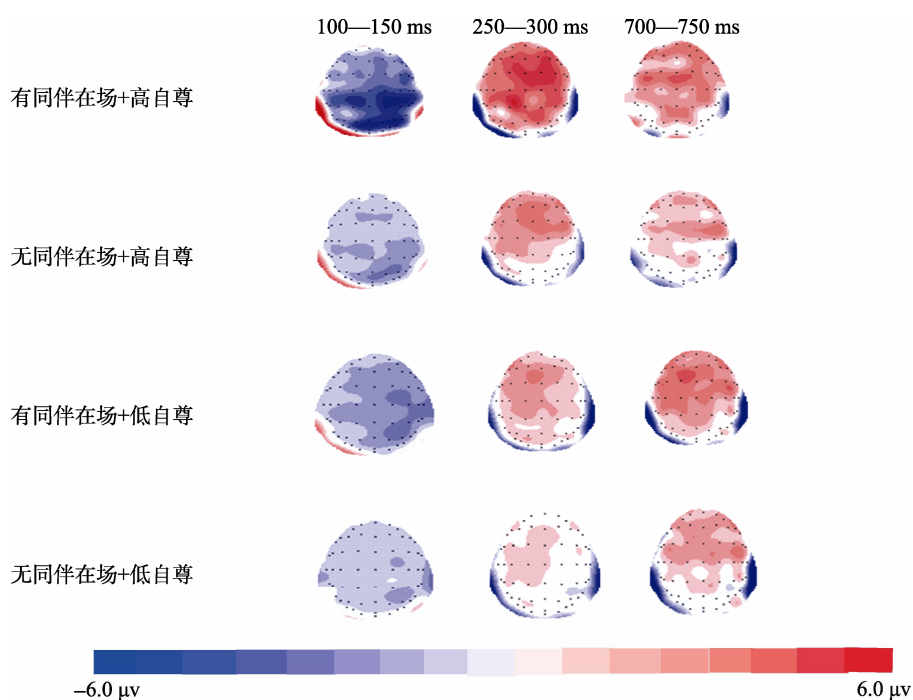 100—150 ms 250—300 ms 700—750 ms
有同伴在场+高自尊
无同伴在场+高自尊
有同伴在场+低自尊
无同伴在场+低自尊
–6.0 μv 6.0 μv